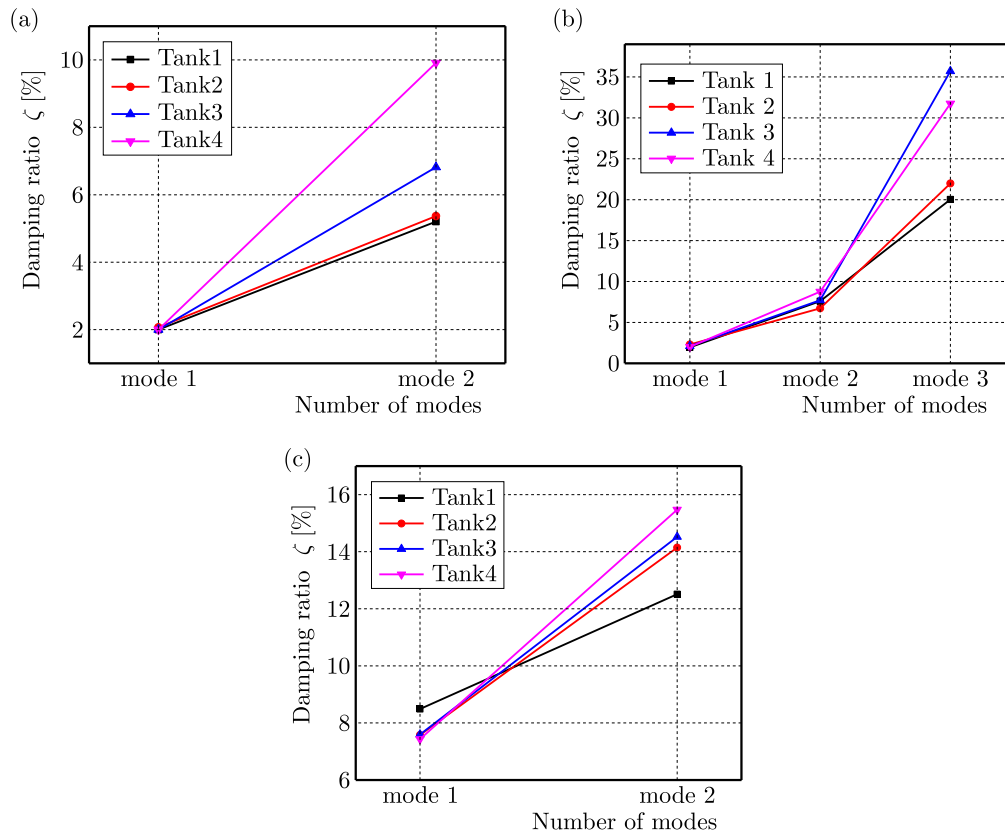 (a)
Damping ratio ζ [%]
10
8
6
4
2
Tank1
Tank2
Tank3
Tank4
mode 1
mode 2
Number of modes
(b)
Damping ratio ζ [%]
35
30
25
20
15
10
5
0
Tank 1
Tank 2
Tank 3
Tank 4
mode 1
mode 2
mode 3
Number of modes
(c)
Damping ratio ζ [%]
16
14
12
10
8
6
Tank1
Tank2
Tank3
Tank4
mode 1
mode 2
Number of modes